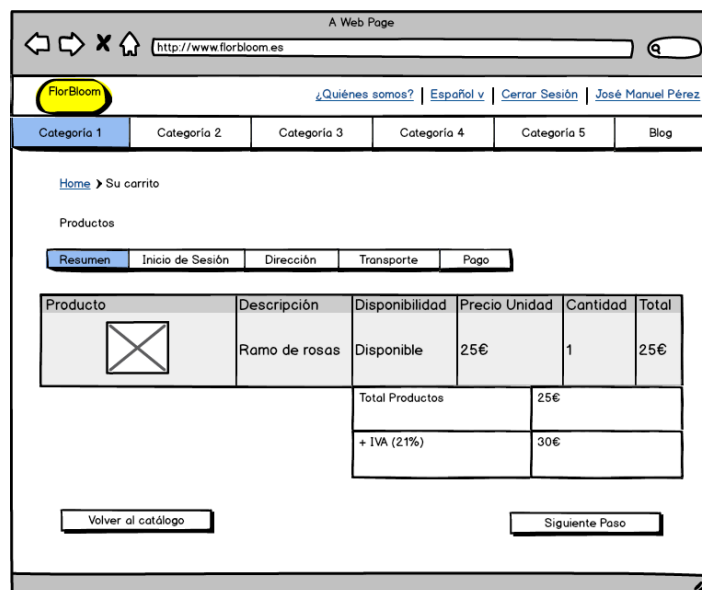 A Web Page
http://www.florbloom.es
FlorBloom
¿Quiénes somos? Español v Cerrar Sesión José Manuel Pérez
Categoría 1 Categoría 2 Categoría 3 Categoría 4 Categoría 5 Blog
Home > Su carrito
Productos
Resumen Inicio de Sesión Dirección Transporte Pago
Producto Descripción Disponibilidad Precio Unidad Cantidad Total
Ramo de rosas Disponible 25€ 1 25€
Total Productos 25€
+ IVA (21%) 30€
Volver al catálogo Siguiente Paso